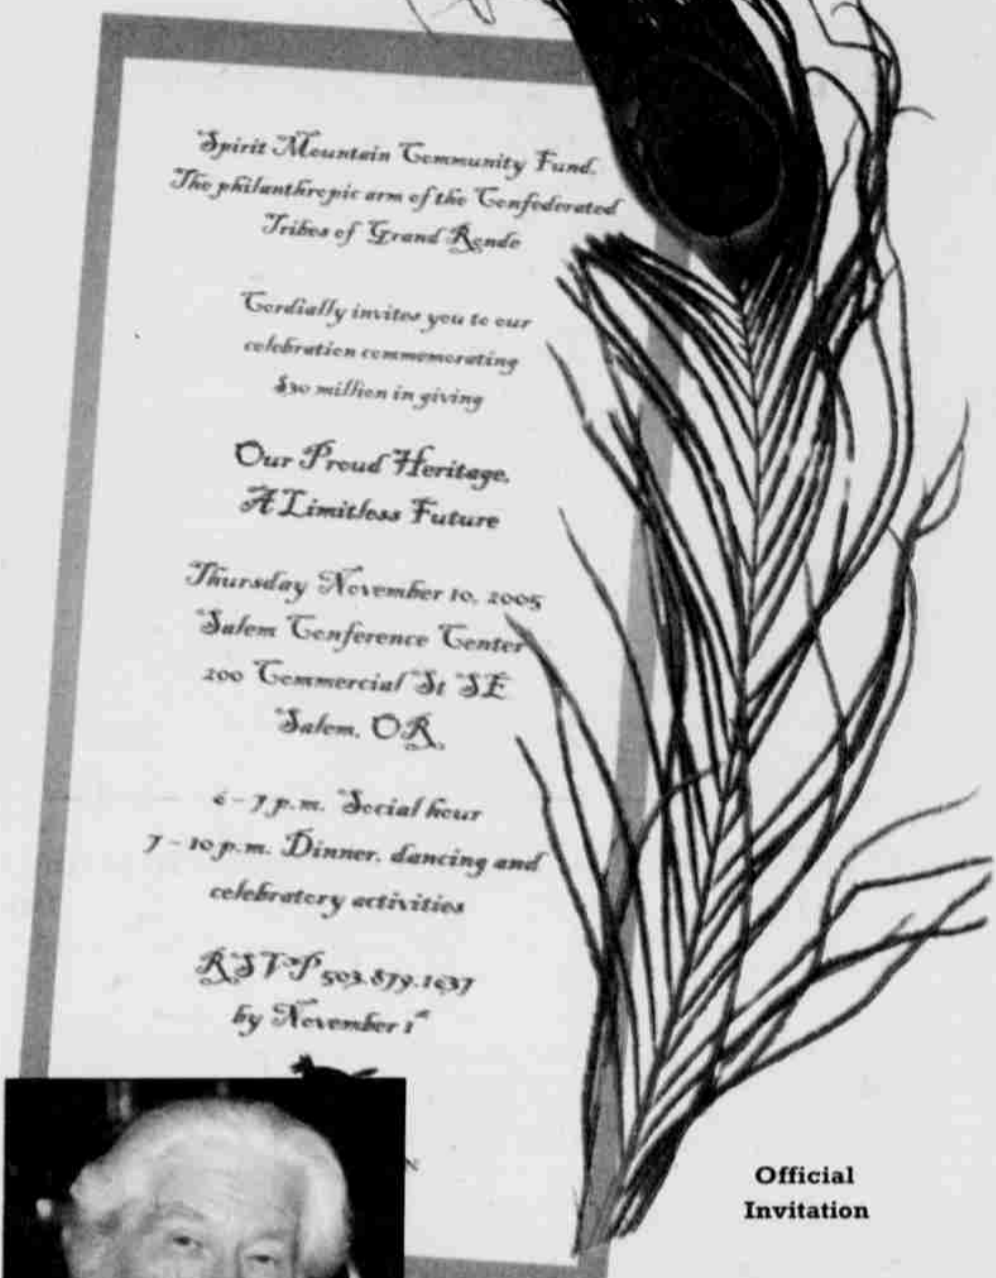 Spirit Mountain Community Fund,
The philanthropic arm of the Confederated
Tribes of Grand Ronde
Cordially invites you to our
celebration commemorating
$30 million in giving
Our Proud Heritage,
A Limitless Future
Thursday November 10, 2005
Salem Conference Center
200 Commercial St SE
Salem, OR
6 - 7 p.m. Social hour
7 - 10 p.m. Dinner, dancing and
celebratory activities
RSVP 503.879.1637
by November 1st
Official
Invitation